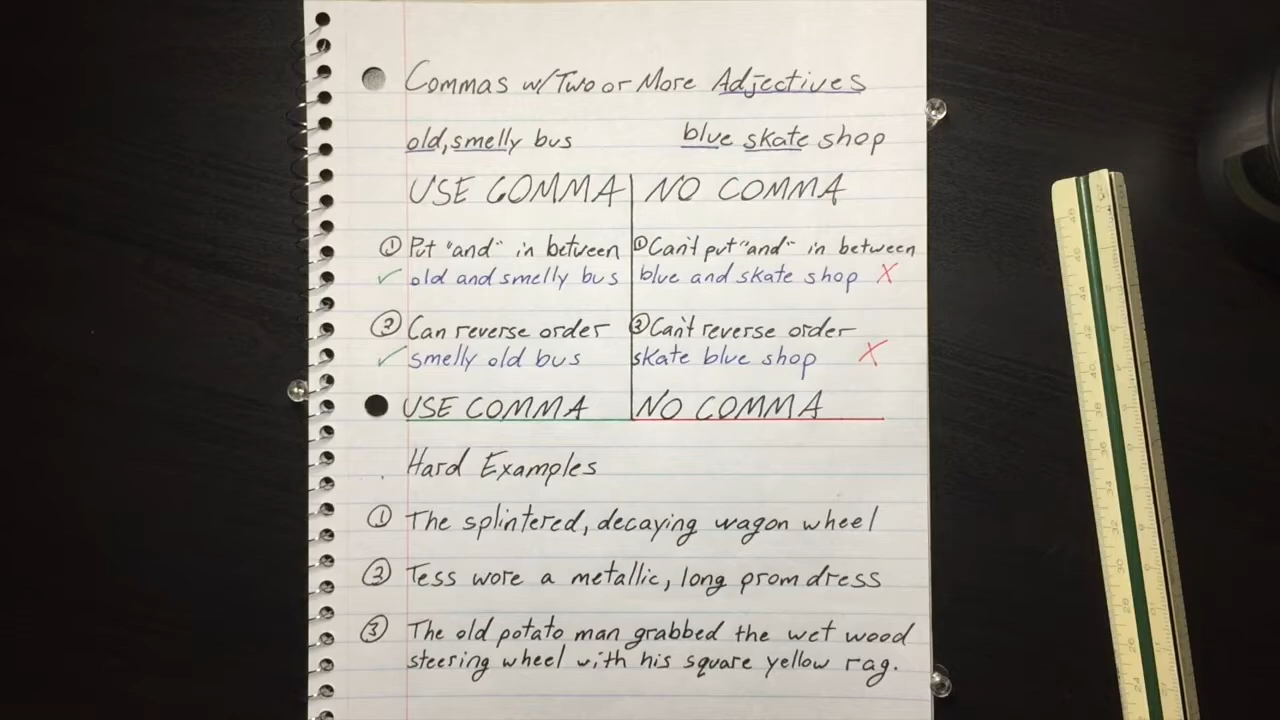 Commas w/Two or More Adjectives
old, smelly bus blue skate shop
USE COMMA NO COMMA
① Put "and" in between ① Can't put "and" in between
✓ old and smelly bus blue and skate shop X
② Can reverse order ② Can't reverse order
✓ smelly old bus skate blue shop X
USE COMMA NO COMMA
Hard Examples
① The splintered, decaying wagon wheel
② Tess wore a metallic, long prom dress
③ The old potato man grabbed the wet wood
steering wheel with his square yellow rag.